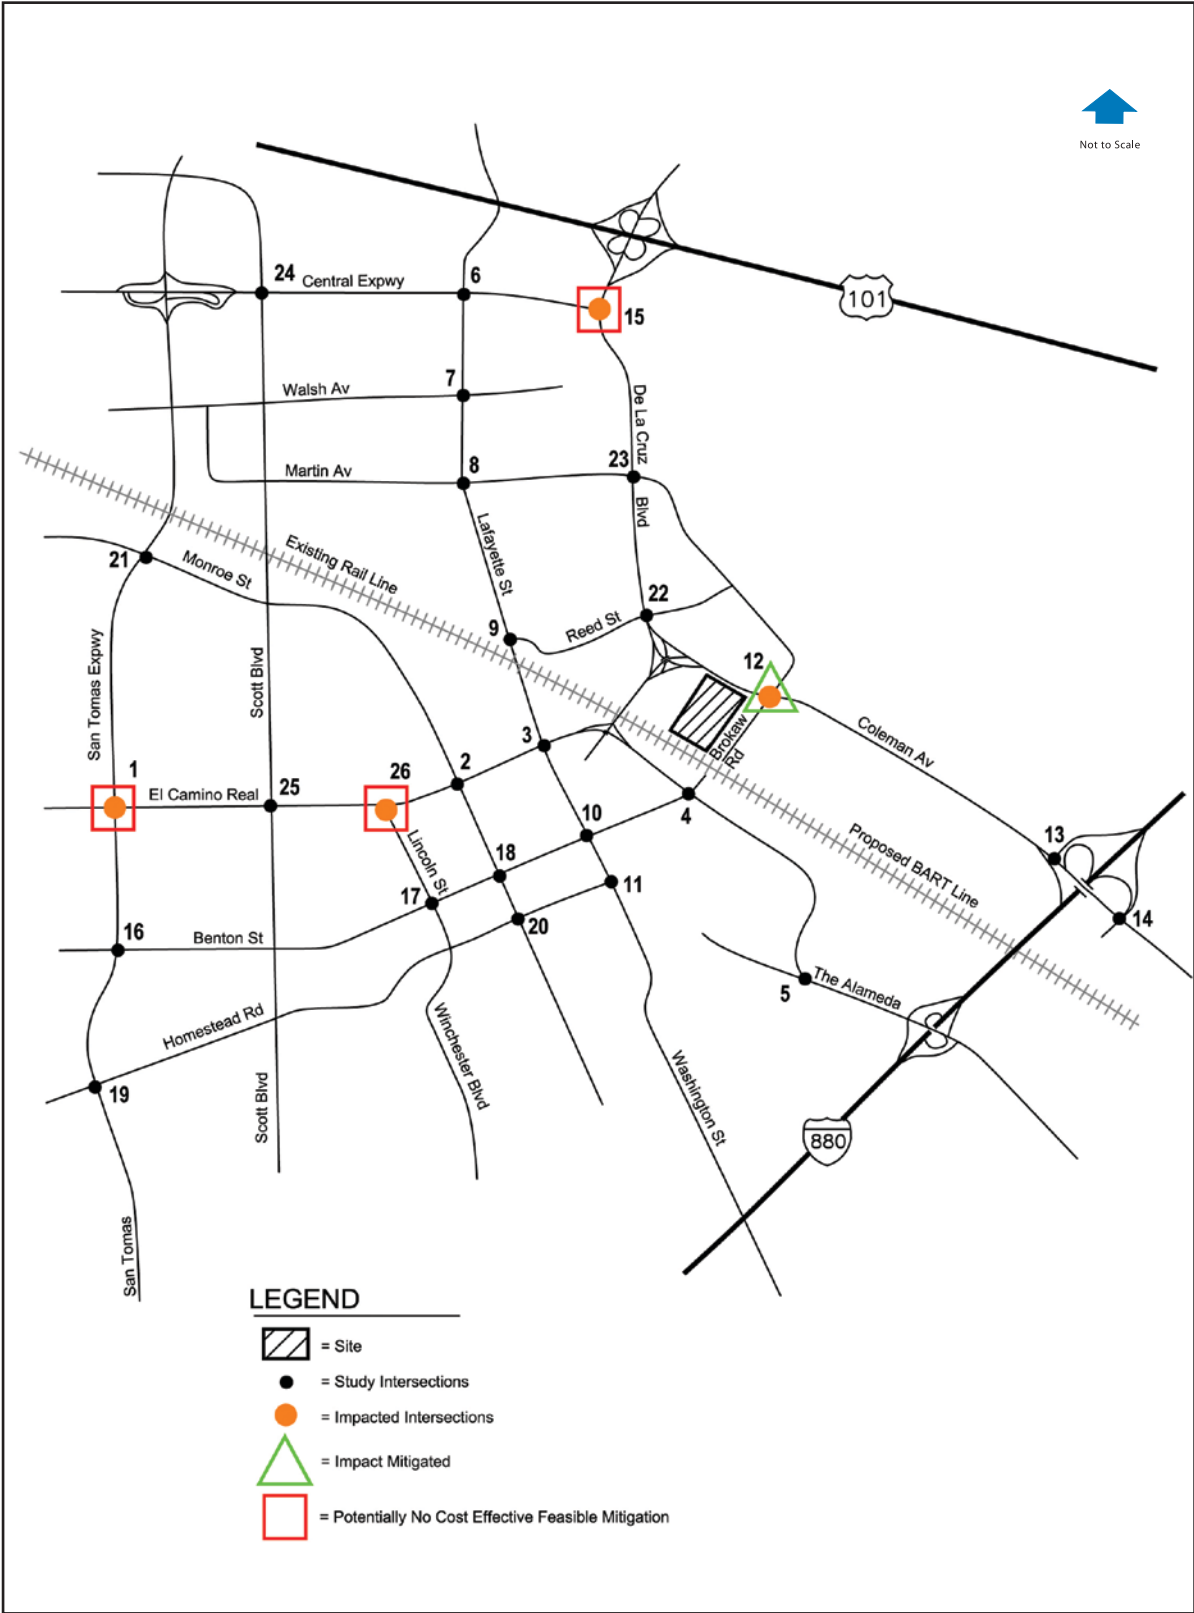 Not to Scale
24
Central Expwy
6
101
15
Walsh Av
7
De La Cruz
Blvd
23
Martin Av
8
Lafayette St
Existing Rail Line
21
Monroe St
22
9
Reed St
12
San Tomas Expwy
Scott Blvd
Brokaw
Rd
Coleman Av
3
2
1
26
El Camino Real
25
4
10
Lincoln St
18
13
Proposed BART Line
17
11
14
16
Benton St
20
5
The Alameda
Homestead Rd
Winchester Blvd
19
Scott Blvd
Washington St
880
San Tomas
LEGEND
= Site
= Study Intersections
= Impacted Intersections
= Impact Mitigated
= Potentially No Cost Effective Feasible Mitigation